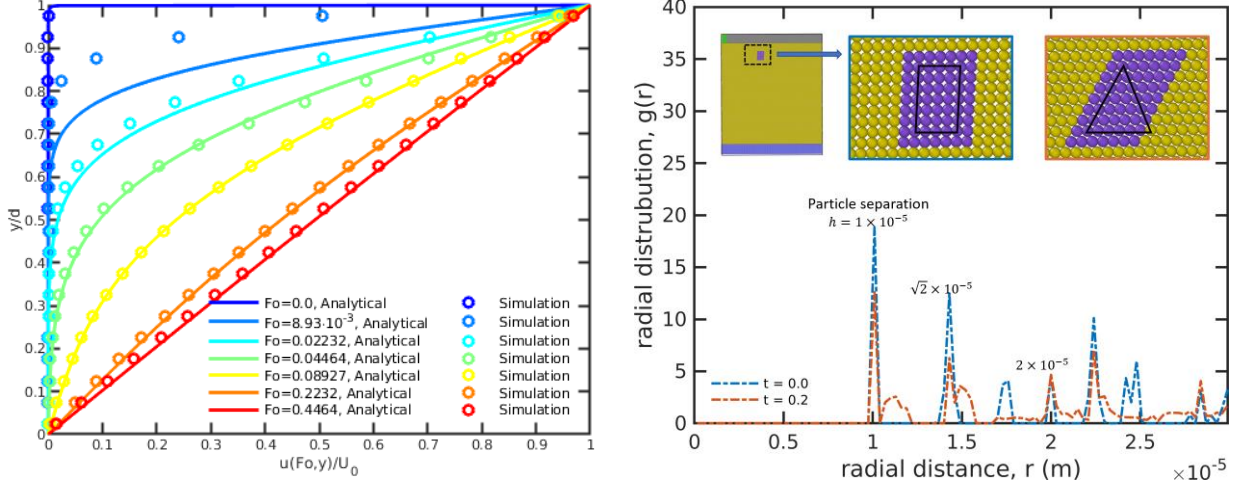 1
0.9
0.8
0.7
0.6
0.5
0.4
0.3
0.2
0.1
0
y/d
Fo=0.0, Analytical Simulation
Fo=8.93·10⁻³, Analytical Simulation
Fo=0.02232, Analytical Simulation
Fo=0.04464, Analytical Simulation
Fo=0.08927, Analytical Simulation
Fo=0.2232, Analytical Simulation
Fo=0.4464, Analytical Simulation
0 0.1 0.2 0.3 0.4 0.5 0.6 0.7 0.8 0.9 1
u(Fo,y)/U₀
40
35
30
25
20
15
10
5
0
radial distrubution, g(r)
Particle separation
h = 1 × 10⁻⁵
√2 × 10⁻⁵
2 × 10⁻⁵
t = 0.0
t = 0.2
0 0.5 1 1.5 2 2.5
radial distance, r (m)
×10⁻⁵